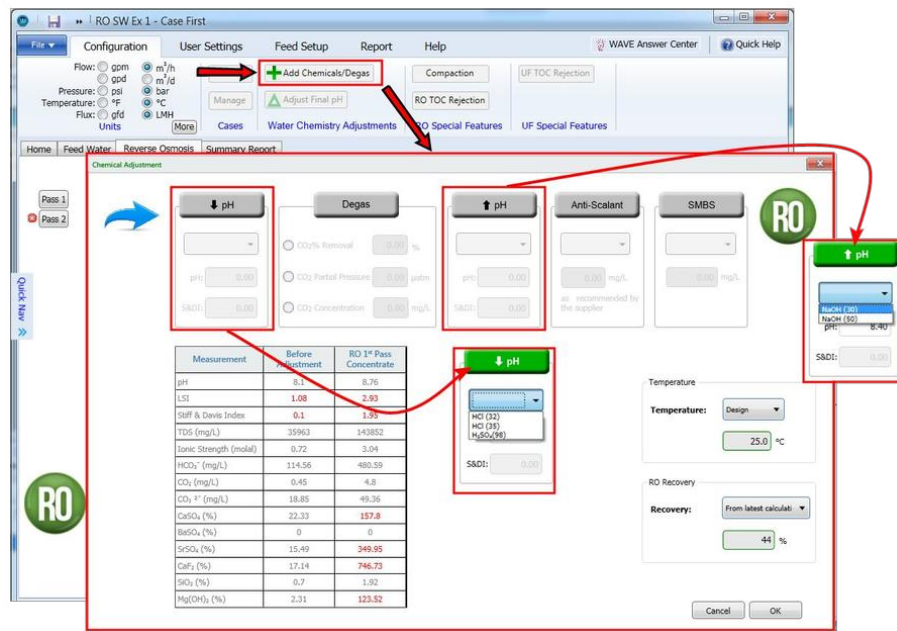 RO SW Ex 1 - Case First
File Configuration User Settings Feed Setup Report Help WAVE Answer Center Quick Help
Flow: gpm m³/h
gpd m³/d
Pressure: psi bar
Temperature: °F °C
Flux: gfd LMH
Units More
Manage
Cases
Add Chemicals/Degas
Adjust Final pH
Water Chemistry Adjustments
Compaction
RO TOC Rejection
RO Special Features
UF TOC Rejection
UF Special Features
Home Feed Water Reverse Osmosis Summary Report
Chemical Adjustment
Pass 1
Pass 2
Quick Nav
pH
pH: 0.00
S&DI: 0.00
Degas
CO₂% Removal 0.00 %
CO₂ Partial Pressure 0.00 µatm
CO₂ Concentration 0.00 mg/L
pH
pH: 0.00
S&DI: 0.00
Anti-Scalant
0.00 mg/L
as recommended by
the supplier
SMBS
0.00 mg/L
RO
pH
NaOH (30)
NaOH (50)
pH: 8.40
S&DI: 0.00
Measurement Before Adjustment RO 1st Pass Concentrate
pH 8.1 8.76
LSI 1.08 2.93
Stiff & Davis Index 0.1 1.95
TDS (mg/L) 35963 143852
Ionic Strength (molal) 0.72 3.04
HCO₃⁻ (mg/L) 114.56 480.59
CO₂ (mg/L) 0.45 4.8
CO₃ ²⁻ (mg/L) 18.85 49.36
CaSO₄ (%) 22.33 157.8
BaSO₄ (%) 0 0
SrSO₄ (%) 15.49 349.95
CaF₂ (%) 17.14 746.73
SiO₂ (%) 0.7 1.92
Mg(OH)₂ (%) 2.31 123.52
pH
HCl (32)
HCl (35)
H₂SO₄(98)
S&DI: 0.00
Temperature
Temperature: Design
25.0 °C
RO Recovery
Recovery: From latest calculati
44 %
RO
Cancel OK